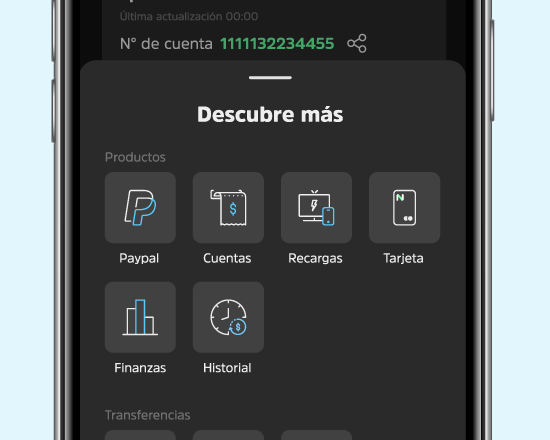 Última actualización 00:00
N° de cuenta 1111132234455
Descubre más
Productos
Paypal Cuentas Recargas Tarjeta
N
Finanzas Historial
Transferencias